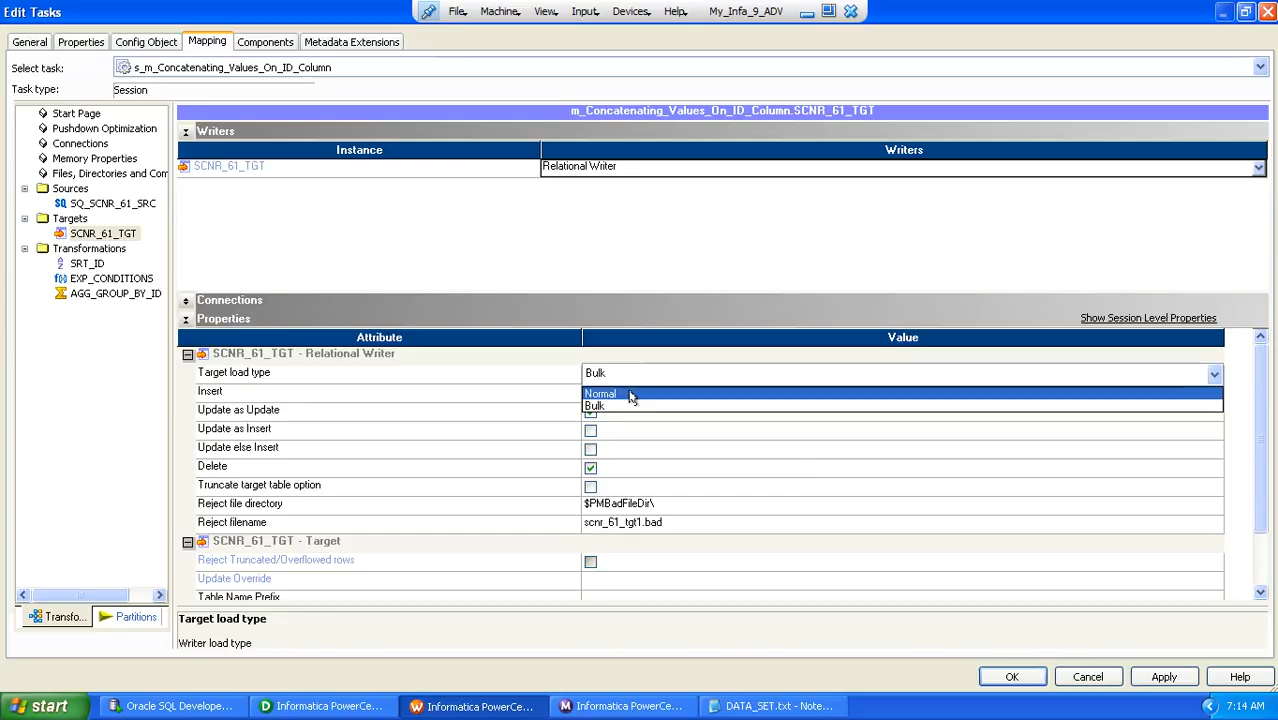 Edit Tasks
File, Machine, View, Input, Devices, Help, My_Infa_9_ADV
General Properties Config Object Mapping Components Metadata Extensions
Select task: s_m_Concatenating_Values_On_ID_Column
Task type: Session
Start Page
Pushdown Optimization
Connections
Memory Properties
Files, Directories and Com
Sources
SQ_SCNR_61_SRC
Targets
SCNR_61_TGT
Transformations
SRT_ID
EXP_CONDITIONS
AGG_GROUP_BY_ID
Transfo... Partitions
m_Concatenating_Values_On_ID_Column.SCNR_61_TGT
Writers
Instance Writers
SCNR_61_TGT Relational Writer
Connections
Properties Show Session Level Properties
Attribute Value
SCNR_61_TGT - Relational Writer
Target load type Bulk
Insert Normal
Bulk
Update as Update
Update as Insert
Update else Insert
Delete
Truncate target table option
Reject file directory $PMBadFileDir\
Reject filename scnr_61_tgt1.bad
SCNR_61_TGT - Target
Reject Truncated/Overflowed rows
Update Override
Table Name Prefix
Target load type
Writer load type
OK Cancel Apply Help
start Oracle SQL Develope... Informatica PowerCe... Informatica PowerCe... Informatica PowerCe... DATA_SET.txt - Note... 7:14 AM